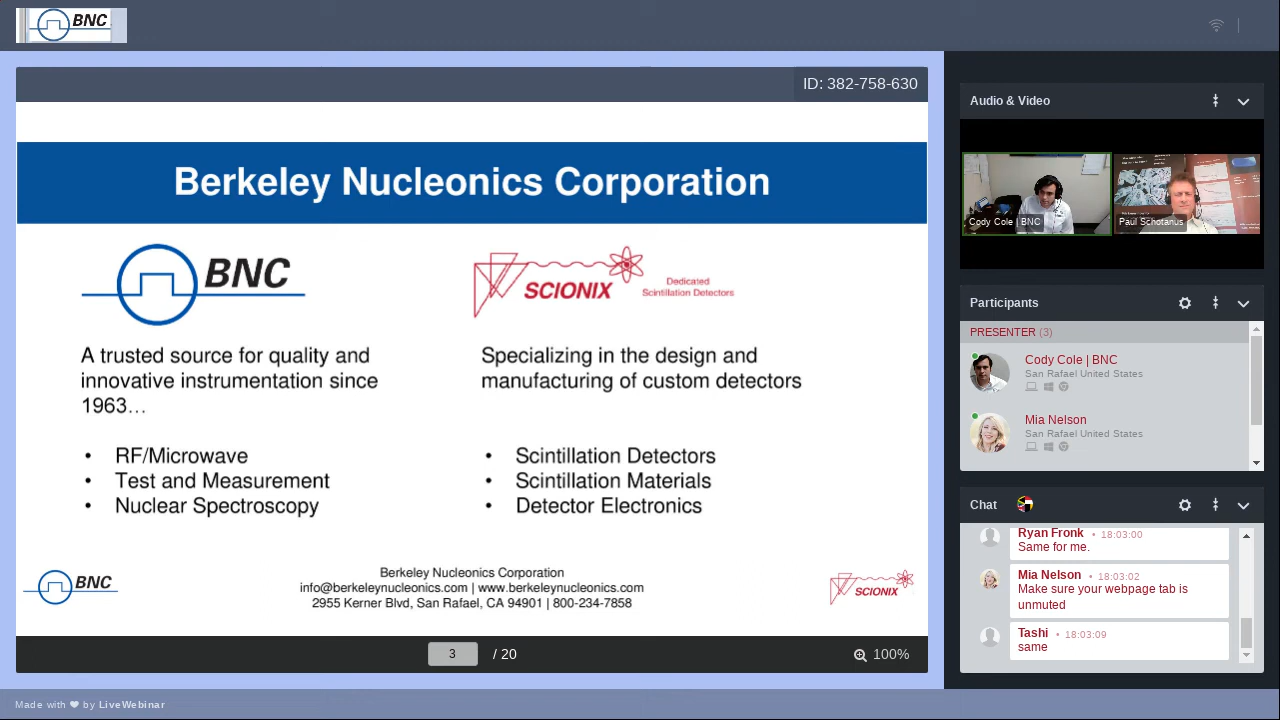 BNC
ID: 382-758-630
Berkeley Nucleonics Corporation
BNC
A trusted source for quality and
innovative instrumentation since
1963…
• RF/Microwave
• Test and Measurement
• Nuclear Spectroscopy
SCIONIX
Dedicated
Scintillation Detectors
Specializing in the design and
manufacturing of custom detectors
• Scintillation Detectors
• Scintillation Materials
• Detector Electronics
BNC
Berkeley Nucleonics Corporation
info@berkeleynucleonics.com | www.berkeleynucleonics.com
2955 Kerner Blvd, San Rafael, CA 94901 | 800-234-7858
SCIONIX
3 / 20
100%
Audio & Video
Cody Cole | BNC
Paul Schotanus
Participants
PRESENTER (3)
Cody Cole | BNC
San Rafael United States
Mia Nelson
San Rafael United States
Chat
Ryan Fronk • 18:03:00
Same for me.
Mia Nelson • 18:03:02
Make sure your webpage tab is
unmuted
Tashi • 18:03:09
same
Made with ❤ by LiveWebinar